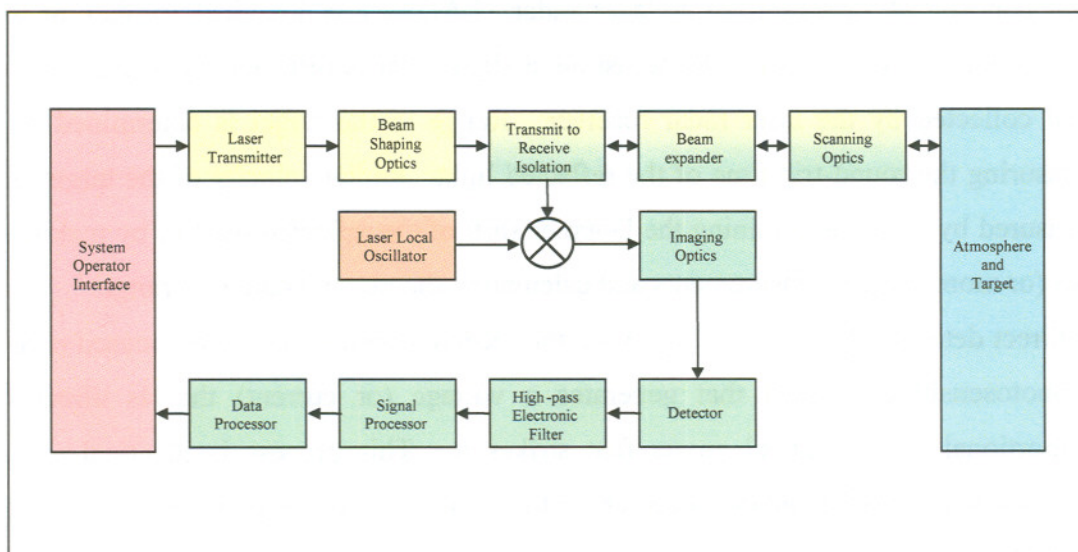 Laser
Transmitter
Beam
Shaping
Optics
Transmit to
Receive
Isolation
Beam
expander
Scanning
Optics
System
Operator
Interface
Laser Local
Oscillator
Imaging
Optics
Atmosphere
and
Target
Data
Processor
Signal
Processor
High-pass
Electronic
Filter
Detector